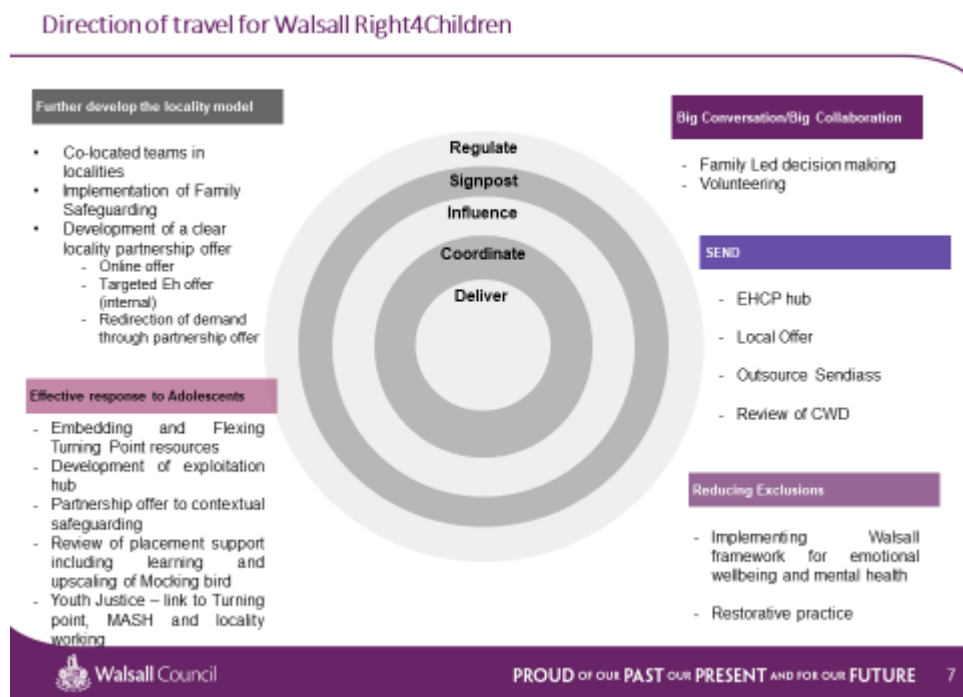 Direction of travel for Walsall Right4Children
Further develop the locality model
• Co-located teams in
localities
• Implementation of Family
Safeguarding
• Development of a clear
locality partnership offer
- Online offer
- Targeted Eh offer
(internal)
- Redirection of demand
through partnership offer
Effective response to Adolescents
- Embedding and Flexing
Turning Point resources
- Development of exploitation
hub
- Partnership offer to contextual
safeguarding
- Review of placement support
including learning and
upscaling of Mocking bird
- Youth Justice – link to Turning
point, MASH and locality
working
Regulate
Signpost
Influence
Coordinate
Deliver
Big Conversation/Big Collaboration
- Family Led decision making
- Volunteering
SEND
- EHCP hub
- Local Offer
- Outsource Sendiass
- Review of CWD
Reducing Exclusions
- Implementing Walsall
framework for emotional
wellbeing and mental health
- Restorative practice
Walsall Council
PROUD OF OUR PAST OUR PRESENT AND FOR OUR FUTURE
7